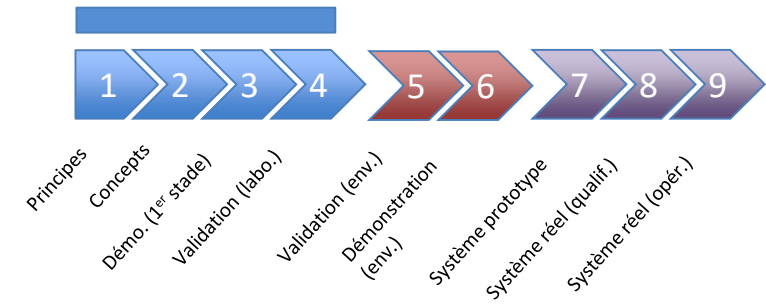 1 2 3 4 5 6 7 8 9
Principes
Concepts
Démo. (1er stade)
Validation (labo.)
Validation (env.)
Démonstration
(env.)
Système prototype
Système réel (qualif.)
Système réel (opér.)